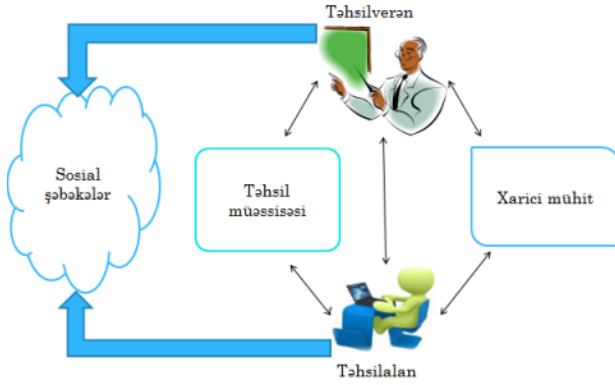 Təhsilverən
Sosial
şəbəkələr
Təhsil
müəssisəsi
Xarici mühit
Təhsilalan